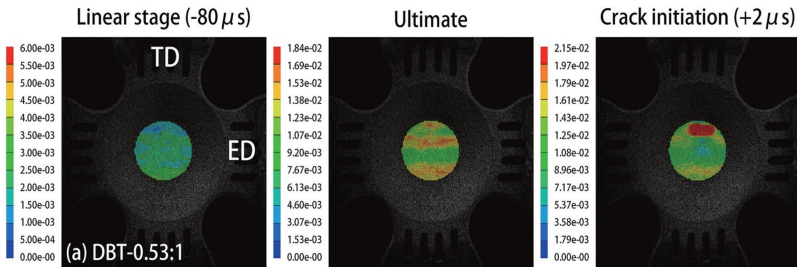 Linear stage (-80 μs)
Ultimate
Crack initiation (+2 μs)
6.00e-03
5.50e-03
5.00e-03
4.50e-03
4.00e-03
3.50e-03
3.00e-03
2.50e-03
2.00e-03
1.50e-03
1.00e-03
5.00e-04
0.00e-00
TD
ED
(a) DBT-0.53:1
1.84e-02
1.69e-02
1.53e-02
1.38e-02
1.23e-02
1.07e-02
9.20e-03
7.67e-03
6.13e-03
4.60e-03
3.07e-03
1.53e-03
0.00e-00
2.15e-02
1.97e-02
1.79e-02
1.61e-02
1.43e-02
1.25e-02
1.08e-02
8.96e-03
7.17e-03
5.37e-03
3.58e-03
1.79e-03
0.00e-00